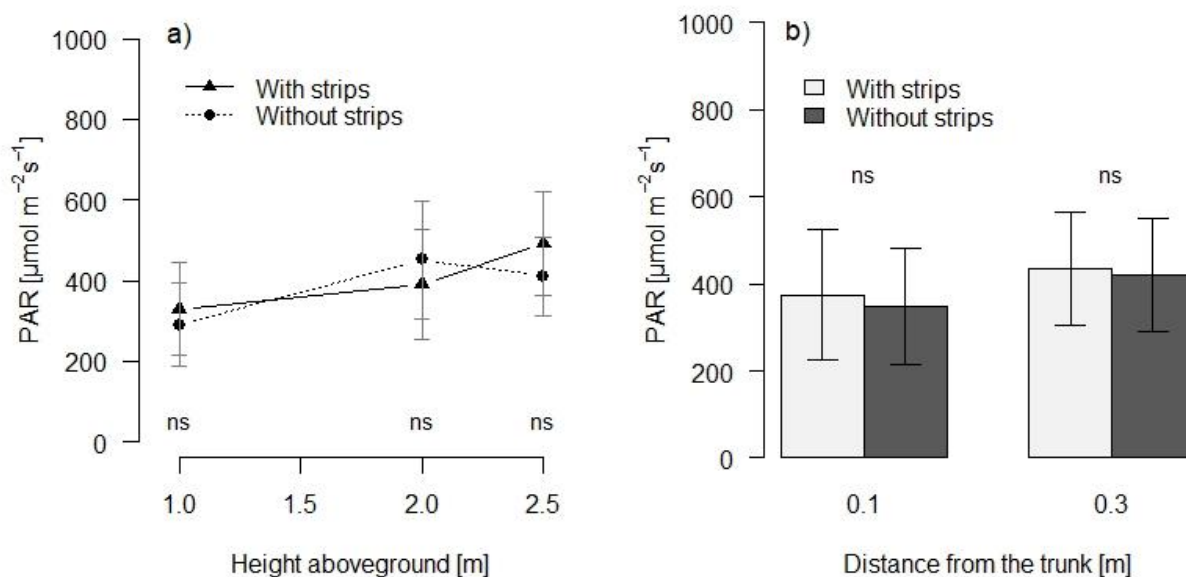 a)
With strips
Without strips
PAR [µmol m⁻²s⁻¹]
1000
800
600
400
200
0
ns ns ns
1.0 1.5 2.0 2.5
Height aboveground [m]
b)
With strips
Without strips
PAR [µmol m⁻²s⁻¹]
1000
800
600
400
200
0
ns ns
0.1 0.3
Distance from the trunk [m]